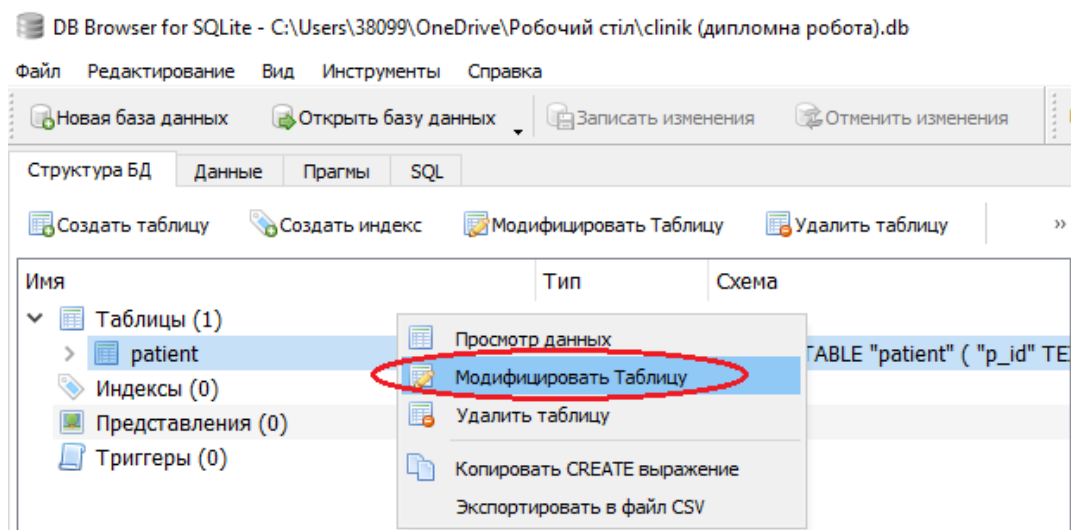 DB Browser for SQLite - C:\Users\38099\OneDrive\Робочий стіл\clinik (дипломна робота).db
Файл Редактирование Вид Инструменты Справка
Новая база данных Открыть базу данных Записать изменения Отменить изменения
Структура БД Данные Прагмы SQL
Создать таблицу Создать индекс Модифицировать Таблицу Удалить таблицу »
Имя Тип Схема
Таблицы (1)
Просмотр данных
patient TABLE "patient" ( "p_id" TE
Модифицировать Таблицу
Индексы (0)
Удалить таблицу
Представления (0)
Триггеры (0)
Копировать CREATE выражение
Экспортировать в файл CSV